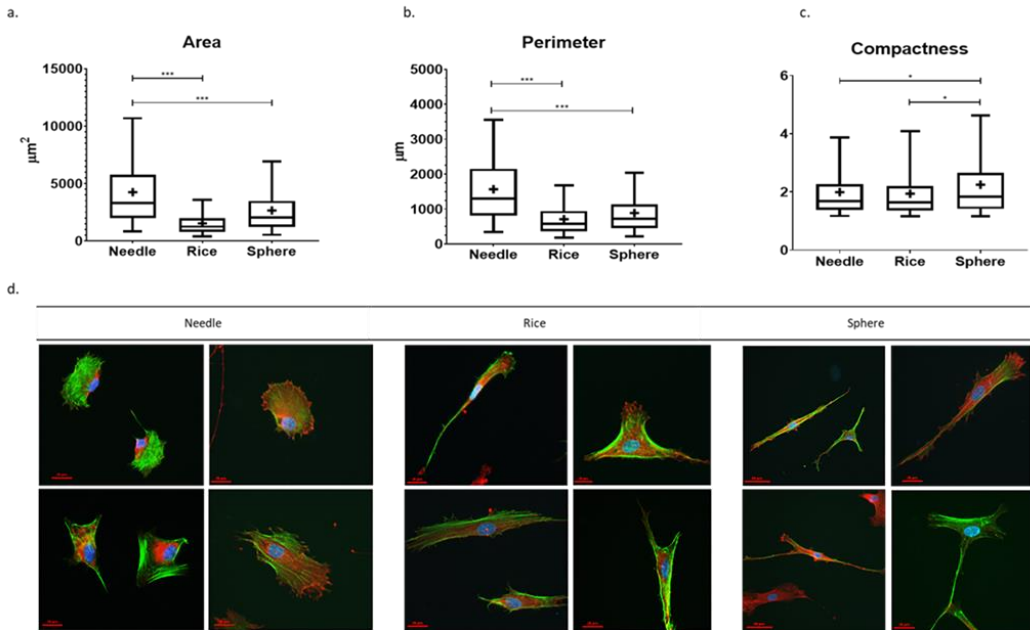 a.
Area
15000
10000
5000
0
μm²
***
***
Needle Rice Sphere
b.
Perimeter
5000
4000
3000
2000
1000
0
μm
***
***
Needle Rice Sphere
c.
Compactness
6
4
2
0
*
*
Needle Rice Sphere
d.
Needle Rice Sphere